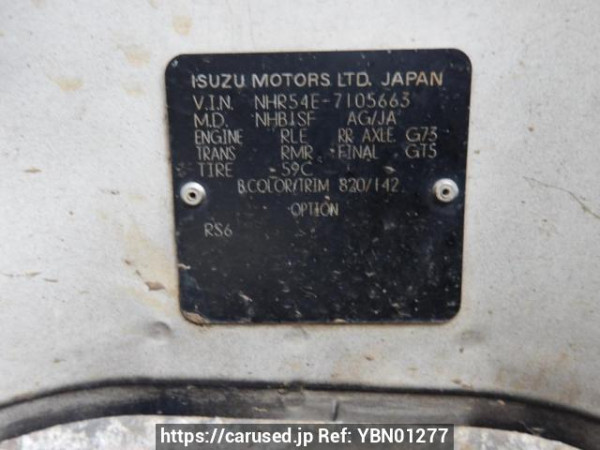 ISUZU MOTORS LTD. JAPAN
V.I.N. NHR54E-7105663
M.D. NHB1SF AG/JA
ENGINE RLE RR AXLE G73
TRANS RMR FINAL GT5
TIRE 59C
B.COLOR/TRIM 820/142
OPTION
RS6
https://carused.jp Ref: YBN01277